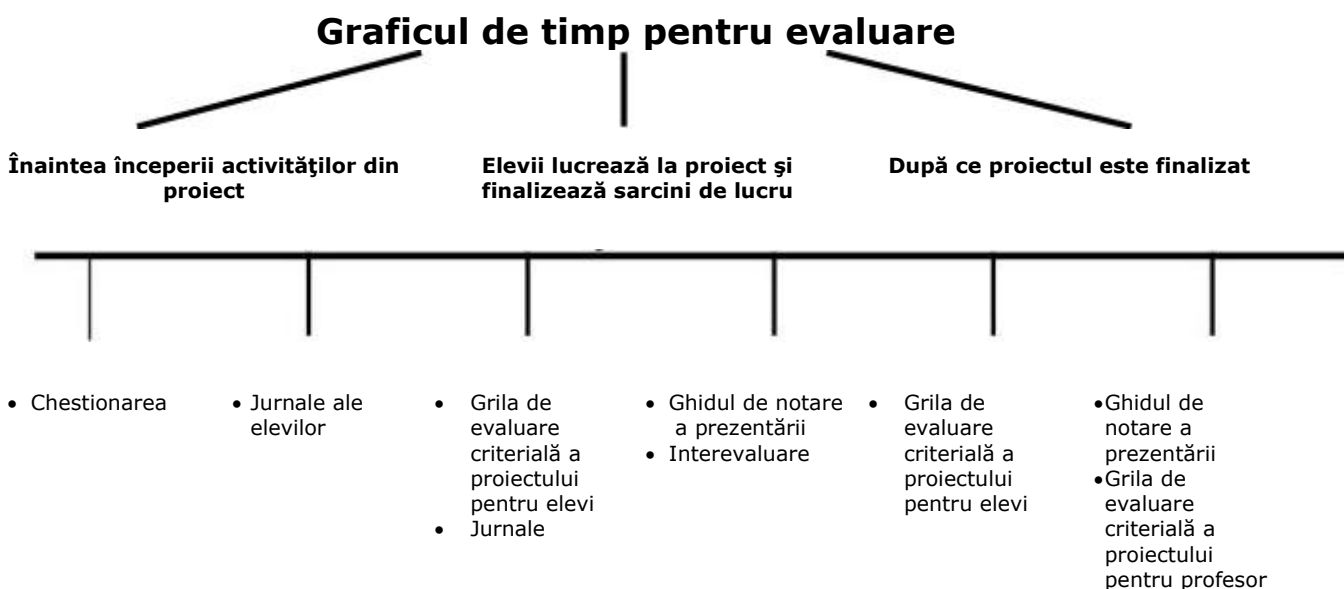 Graficul de timp pentru evaluare
Înaintea începerii activităţilor din
proiect
Elevii lucrează la proiect şi
finalizează sarcini de lucru
După ce proiectul este finalizat
• Chestionarea
• Jurnale ale
elevilor
• Grila de
evaluare
criterială a
proiectului
pentru elevi
• Jurnale
• Ghidul de notare
a prezentării
• Interevaluare
• Grila de
evaluare
criterială a
proiectului
pentru elevi
•Ghidul de
notare a
prezentării
•Grila de
evaluare
criterială a
proiectului
pentru profesor